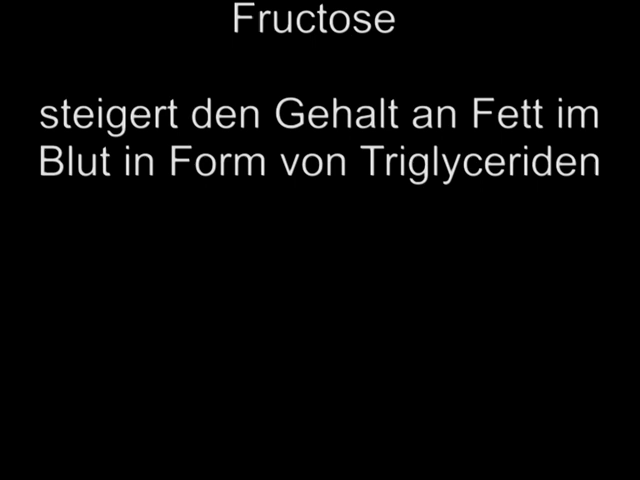 Fructose
steigert den Gehalt an Fett im
Blut in Form von Triglyceriden